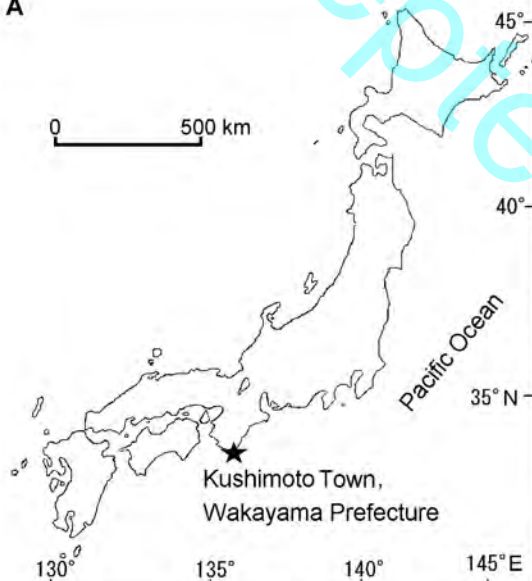 A
45°
0 500 km
40°
Pacific Ocean
35° N
Kushimoto Town,
Wakayama Prefecture
130° 135° 140° 145°E